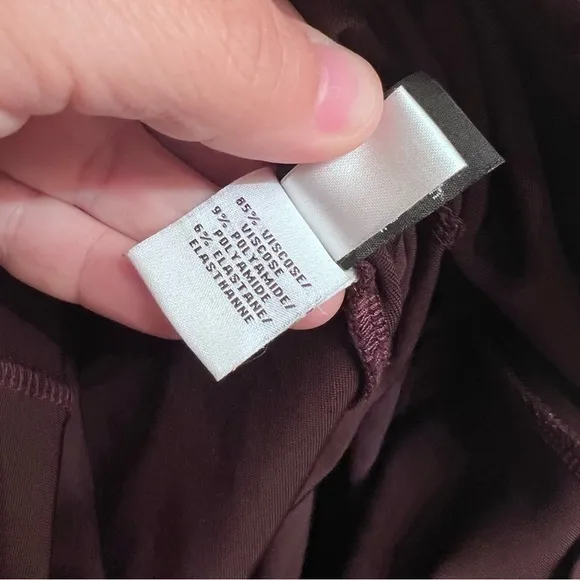 85% VISCOSE/
VISCOSE
9% POLYAMIDE/
POLYAMIDE
6% ELASTANE/
ELASTHANNE